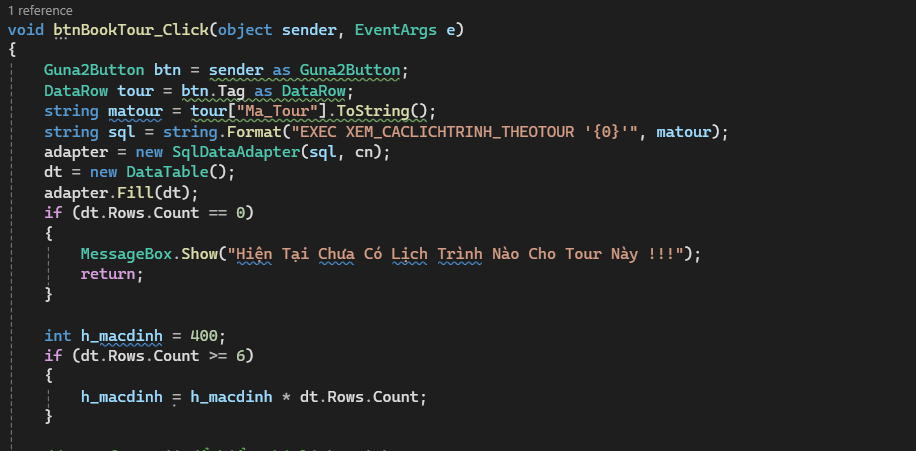 1 reference
void btnBookTour_Click(object sender, EventArgs e)
{
Guna2Button btn = sender as Guna2Button;
DataRow tour = btn.Tag as DataRow;
string matour = tour["Ma_Tour"].ToString();
string sql = string.Format("EXEC XEM_CACLICHTRINH_THEOTOUR '{0}'", matour);
adapter = new SqlDataAdapter(sql, cn);
dt = new DataTable();
adapter.Fill(dt);
if (dt.Rows.Count == 0)
{
MessageBox.Show("Hiện Tại Chưa Có Lịch Trình Nào Cho Tour Này !!!");
return;
}
int h_macdinh = 400;
if (dt.Rows.Count >= 6)
{
h_macdinh = h_macdinh * dt.Rows.Count;
}